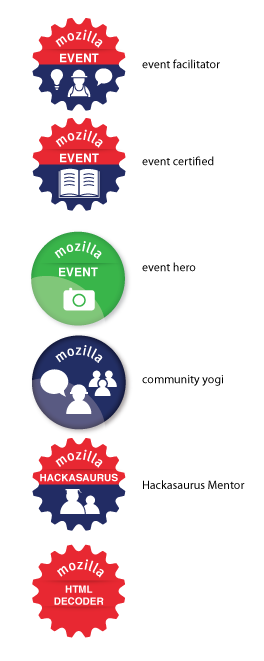 mozilla
EVENT
event facilitator
mozilla
EVENT
event certified
mozilla
EVENT
event hero
mozilla
community yogi
mozilla
HACKASAURUS
Hackasaurus Mentor
mozilla
HTML
DECODER